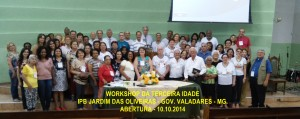 WORKSHOP DA TERCEIRA IDADE
IPB JARDIM DAS OLIVEIRAS - GOV. VALADARES - MG.
ABERTURA - 10.10.2014